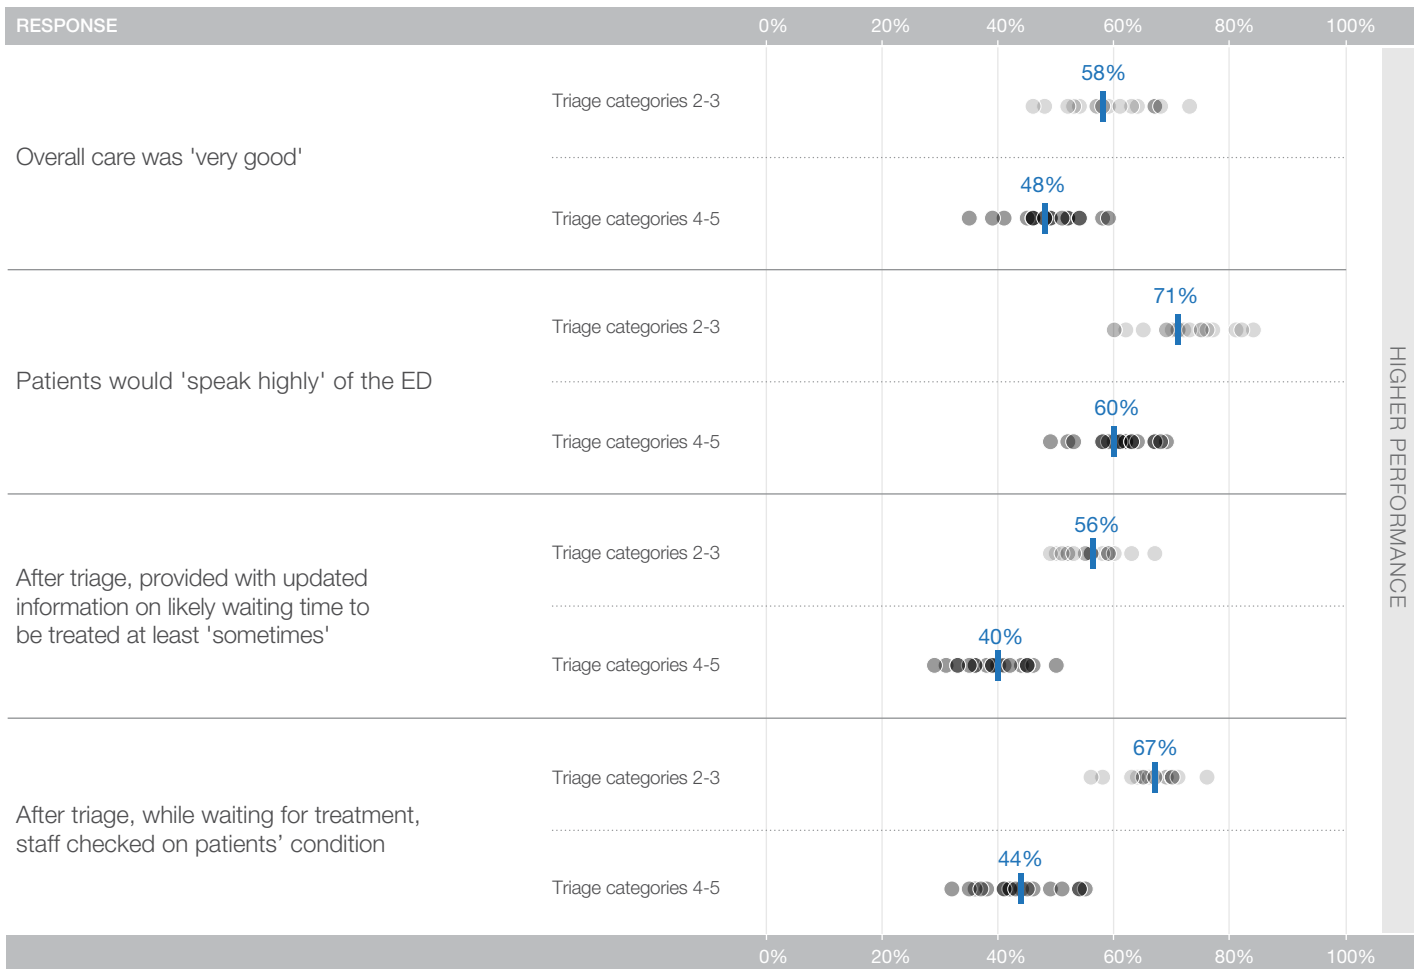 RESPONSE 0% 20% 40% 60% 80% 100%
58%
Triage categories 2-3
Overall care was 'very good'
48%
Triage categories 4-5
71%
Triage categories 2-3
Patients would 'speak highly' of the ED
60%
Triage categories 4-5
56%
Triage categories 2-3
After triage, provided with updated
information on likely waiting time to
be treated at least 'sometimes'
40%
Triage categories 4-5
67%
Triage categories 2-3
After triage, while waiting for treatment,
staff checked on patients’ condition
44%
Triage categories 4-5
0% 20% 40% 60% 80% 100%
HIGHER PERFORMANCE